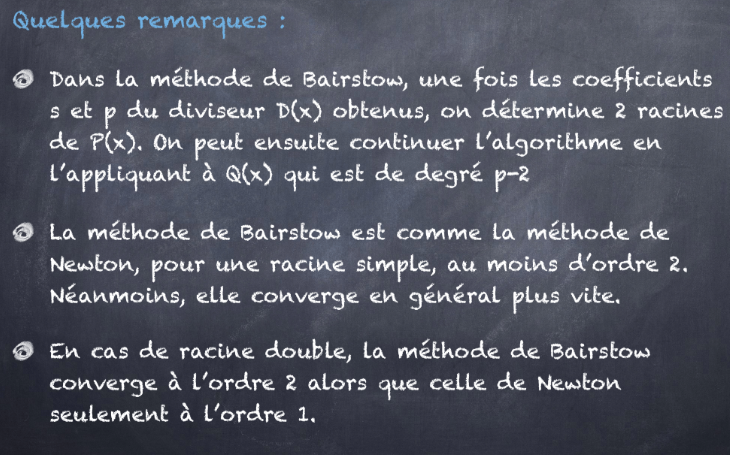 Quelques remarques :
Dans la méthode de Bairstow, une fois les coefficients
s et p du diviseur D(x) obtenus, on détermine 2 racines
de P(x). On peut ensuite continuer l'algorithme en
l'appliquant à Q(x) qui est de degré p-2
La méthode de Bairstow est comme la méthode de
Newton, pour une racine simple, au moins d'ordre 2.
Néanmoins, elle converge en général plus vite.
En cas de racine double, la méthode de Bairstow
converge à l'ordre 2 alors que celle de Newton
seulement à l'ordre 1.